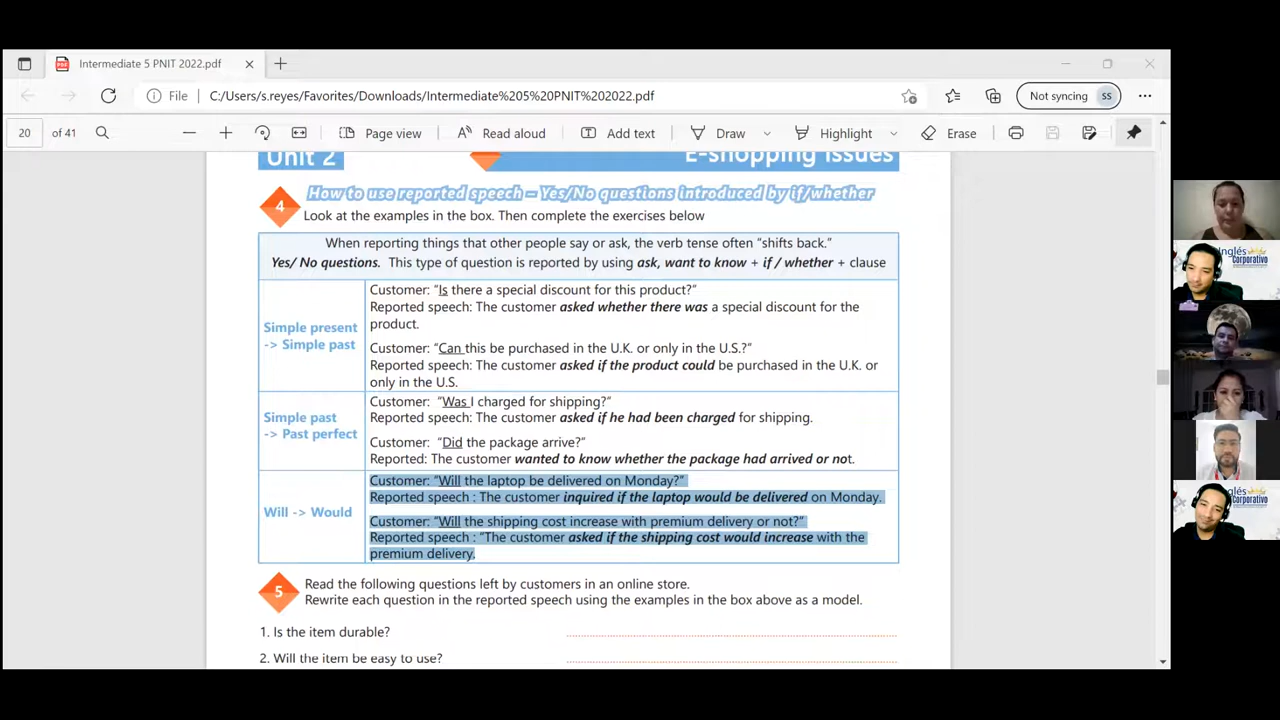 Intermediate 5 PNIT 2022.pdf
File C:/Users/s.reyes/Favorites/Downloads/Intermediate%205%20PNIT%202022.pdf Not syncing SS
20 of 41 Page view Read aloud Add text Draw Highlight Erase
Unit 2 E-shopping Issues
How to use reported speech – Yes/No questions introduced by if/whether
4
Look at the examples in the box. Then complete the exercises below
When reporting things that other people say or ask, the verb tense often “shifts back.”
Yes/ No questions. This type of question is reported by using ask, want to know + if / whether + clause
Simple present
-> Simple past
Customer: “Is there a special discount for this product?”
Reported speech: The customer asked whether there was a special discount for the
product.
Customer: “Can this be purchased in the U.K. or only in the U.S.?”
Reported speech: The customer asked if the product could be purchased in the U.K. or
only in the U.S.
Simple past
-> Past perfect
Customer: “Was I charged for shipping?”
Reported speech: The customer asked if he had been charged for shipping.
Customer: “Did the package arrive?”
Reported: The customer wanted to know whether the package had arrived or not.
Will -> Would
Customer: “Will the laptop be delivered on Monday?”
Reported speech : The customer inquired if the laptop would be delivered on Monday.
Customer: “Will the shipping cost increase with premium delivery or not?”
Reported speech : “The customer asked if the shipping cost would increase with the
premium delivery.
5
Read the following questions left by customers in an online store.
Rewrite each question in the reported speech using the examples in the box above as a model.
1. Is the item durable?
2. Will the item be easy to use?
Inglés
Corporativo
Inglés
Corporativo